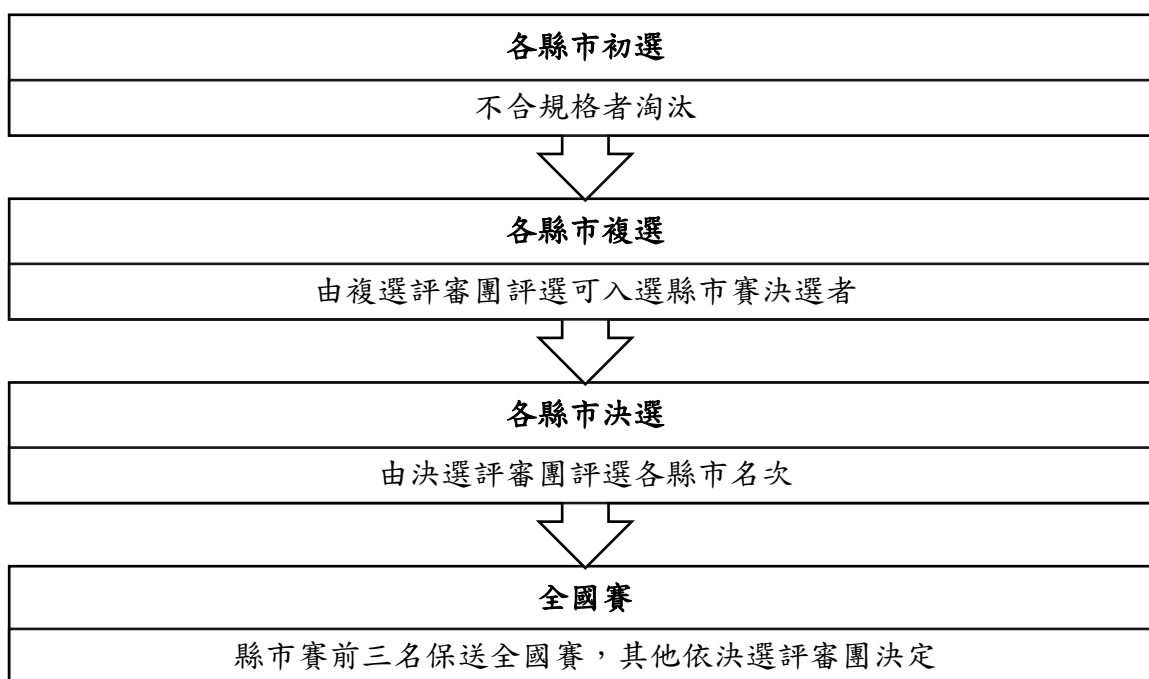 各縣市初選
不合規格者淘汰
各縣市複選
由複選評審團評選可入選縣市賽決選者
各縣市決選
由決選評審團評選各縣市名次
全國賽
縣市賽前三名保送全國賽，其他依決選評審團決定